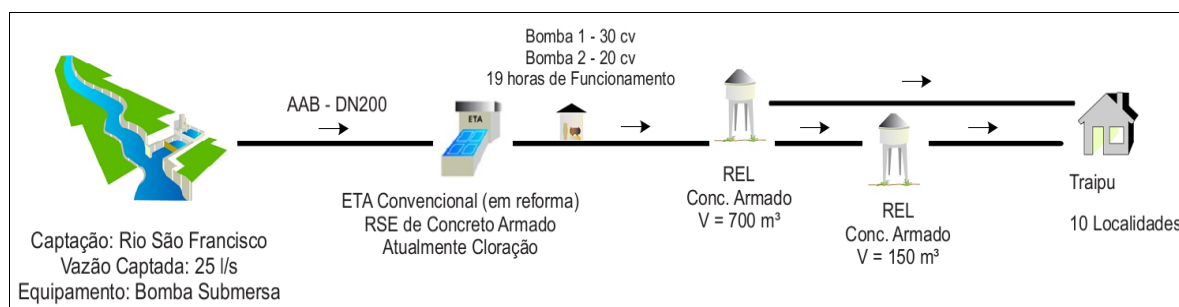 Bomba 1 - 30 cv
Bomba 2 - 20 cv
19 horas de Funcionamento
AAB - DN200
ETA
ETA Convencional (em reforma)
RSE de Concreto Armado
Atualmente Cloração
REL
Conc. Armado
V = 700 m³
REL
Conc. Armado
V = 150 m³
Traipu
10 Localidades
Captação: Rio São Francisco
Vazão Captada: 25 l/s
Equipamento: Bomba Submersa